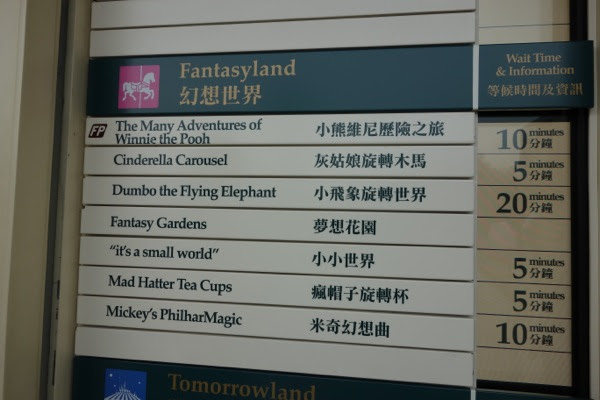 Fantasyland
幻想世界
Wait Time
& Information
等候時間及資訊
FP The Many Adventures of
Winnie the Pooh
小熊維尼歷險之旅
10 minutes
分鐘
Cinderella Carousel 灰姑娘旋轉木馬
5 minutes
分鐘
Dumbo the Flying Elephant 小飛象旋轉世界
20 minutes
分鐘
Fantasy Gardens 夢想花園
“it’s a small world” 小小世界
5 minutes
分鐘
Mad Hatter Tea Cups 瘋帽子旋轉杯
5 minutes
分鐘
Mickey’s PhilharMagic 米奇幻想曲
10 minutes
分鐘
Tomorrowland